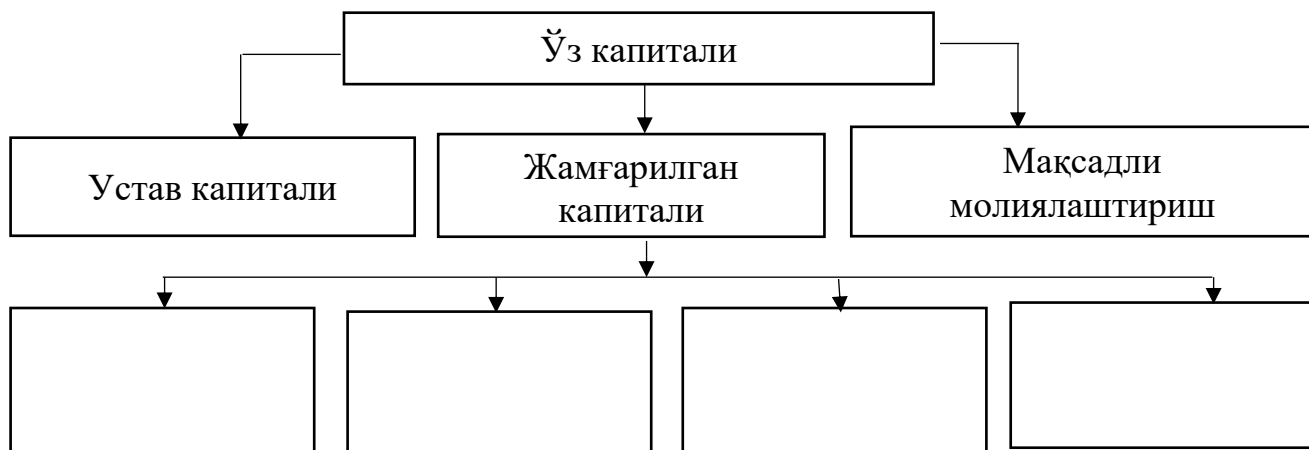 Ўз капитали
Устав капитали
Жамғарилган
капитали
Мақсадли
молиялаштириш